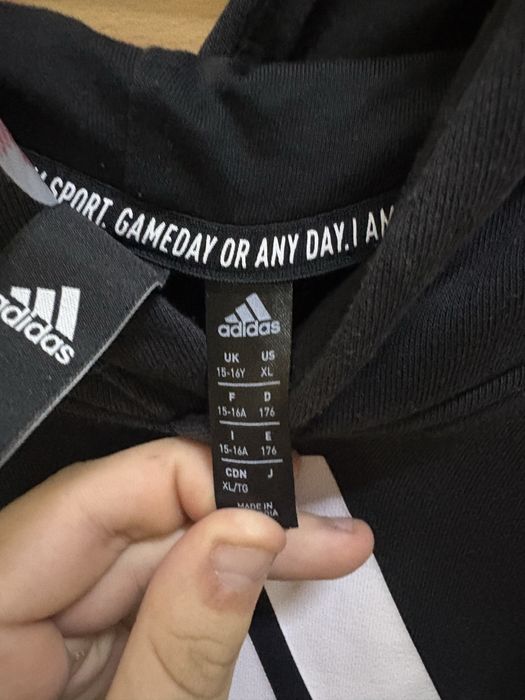 SPORT. GAMEDAY OR ANY DAY. I AM
adidas
adidas
UK US
15-16Y XL
F D
15-16A 176
I E
15-16A 176
CDN J
XL/TG
MADE IN